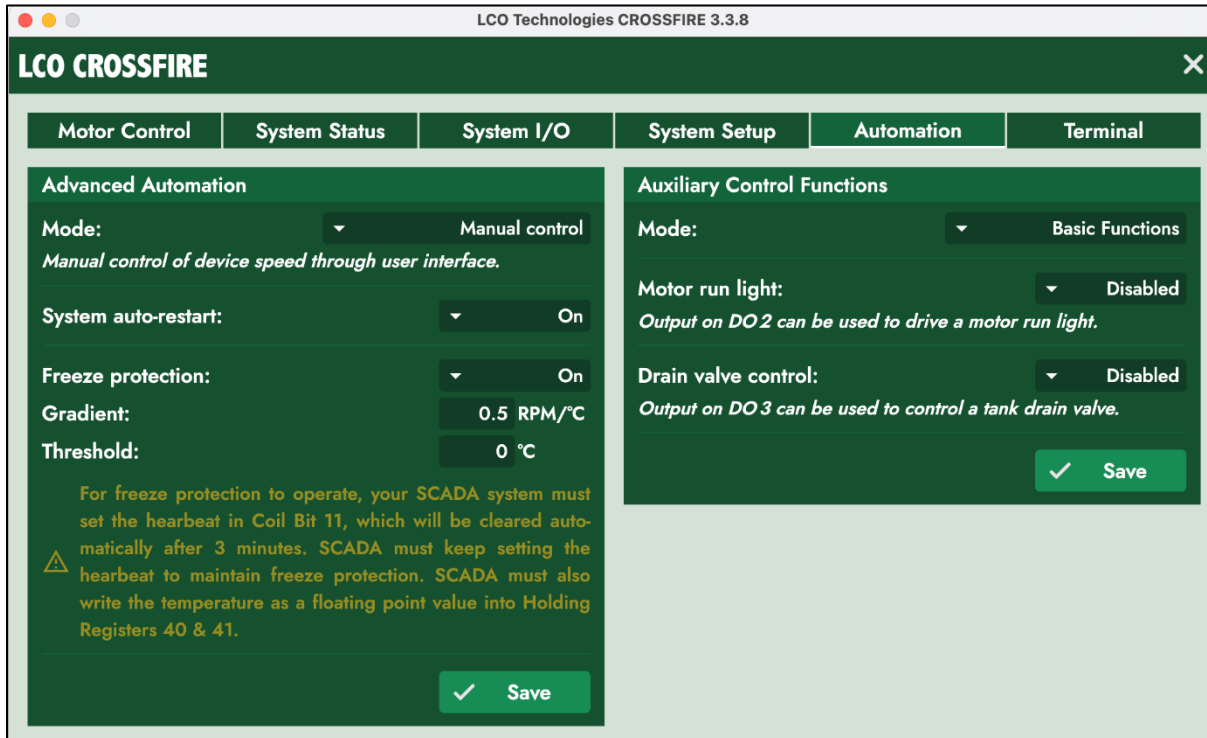 LCO Technologies CROSSFIRE 3.3.8
LCO CROSSFIRE
Motor Control
System Status
System I/O
System Setup
Automation
Terminal
Advanced Automation
Mode: Manual control
Manual control of device speed through user interface.
System auto-restart: On
Freeze protection: On
Gradient: 0.5 RPM/°C
Threshold: 0 °C
For freeze protection to operate, your SCADA system must
set the hearbeat in Coil Bit 11, which will be cleared auto-
matically after 3 minutes. SCADA must keep setting the
hearbeat to maintain freeze protection. SCADA must also
write the temperature as a floating point value into Holding
Registers 40 & 41.
Save
Auxiliary Control Functions
Mode: Basic Functions
Motor run light: Disabled
Output on DO2 can be used to drive a motor run light.
Drain valve control: Disabled
Output on DO3 can be used to control a tank drain valve.
Save